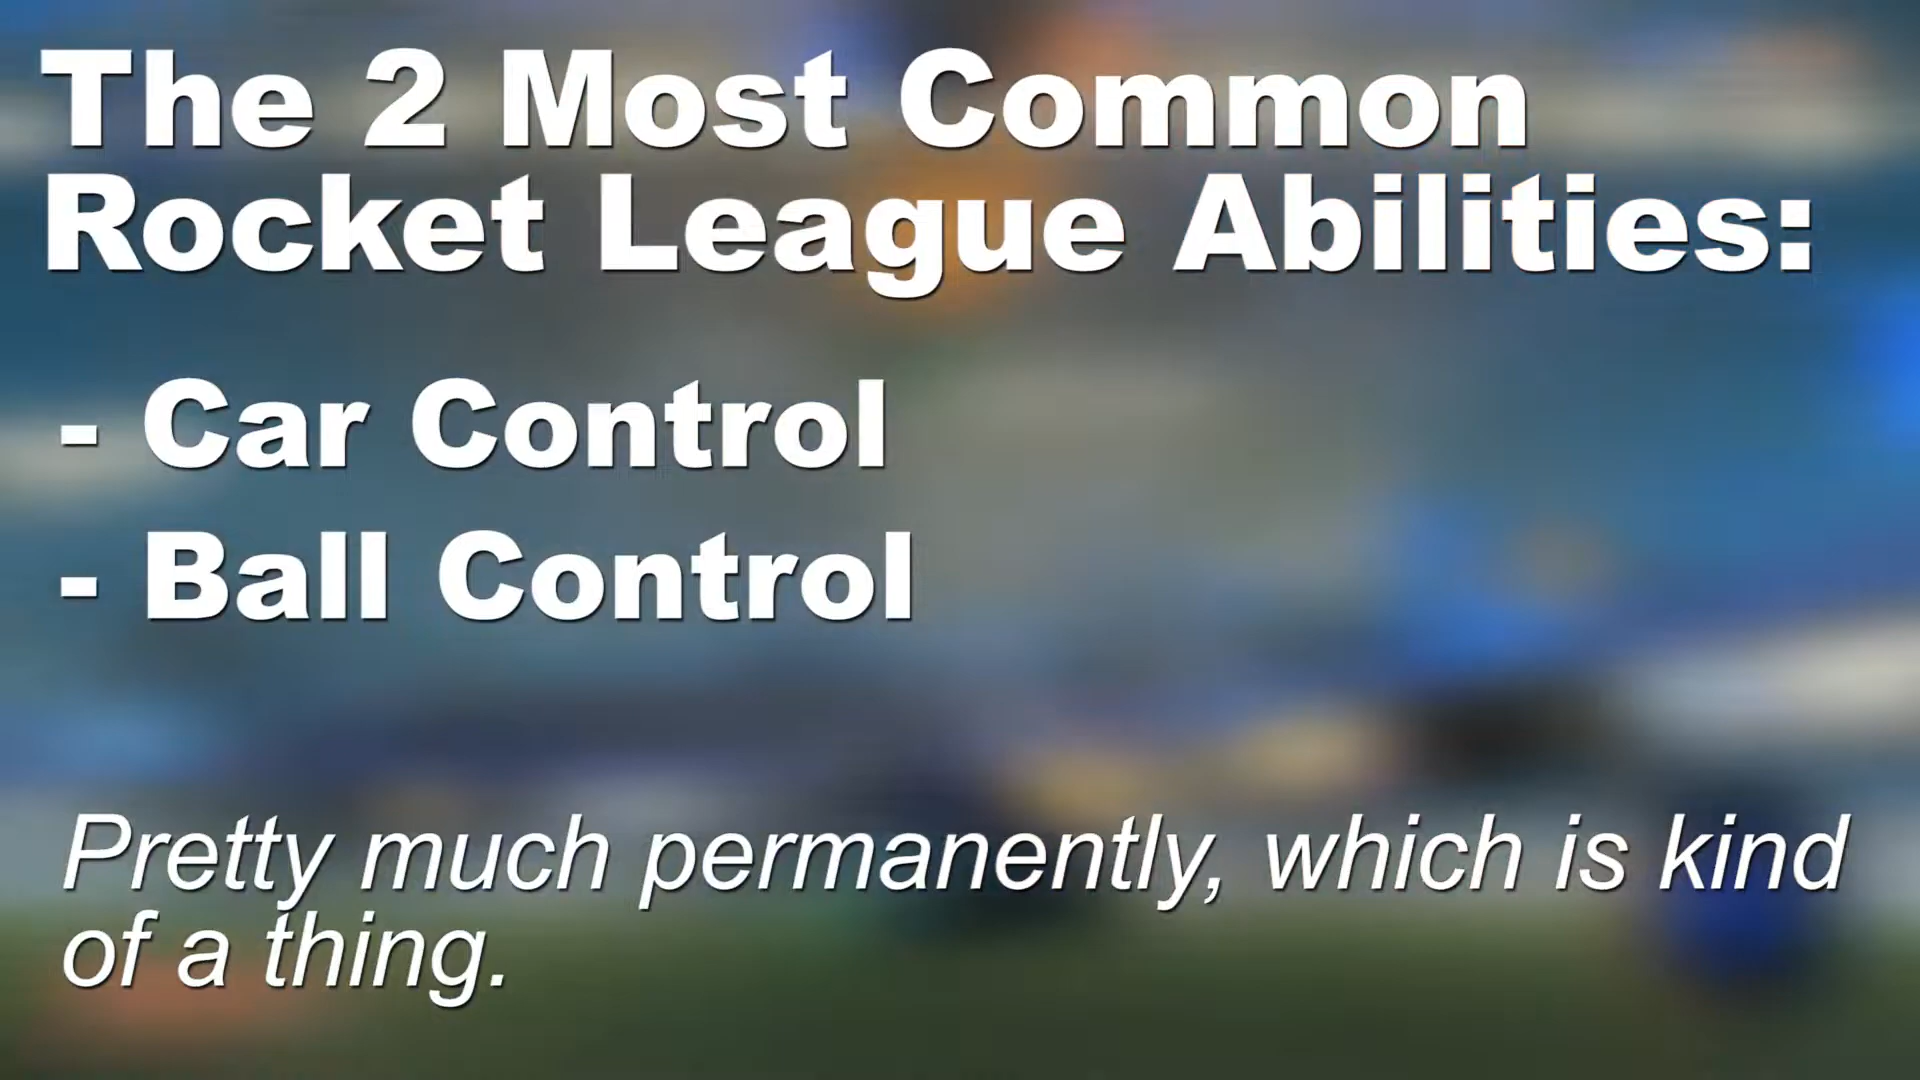 The 2 Most Common
Rocket League Abilities:
- Car Control
- Ball Control
Pretty much permanently, which is kind
of a thing.